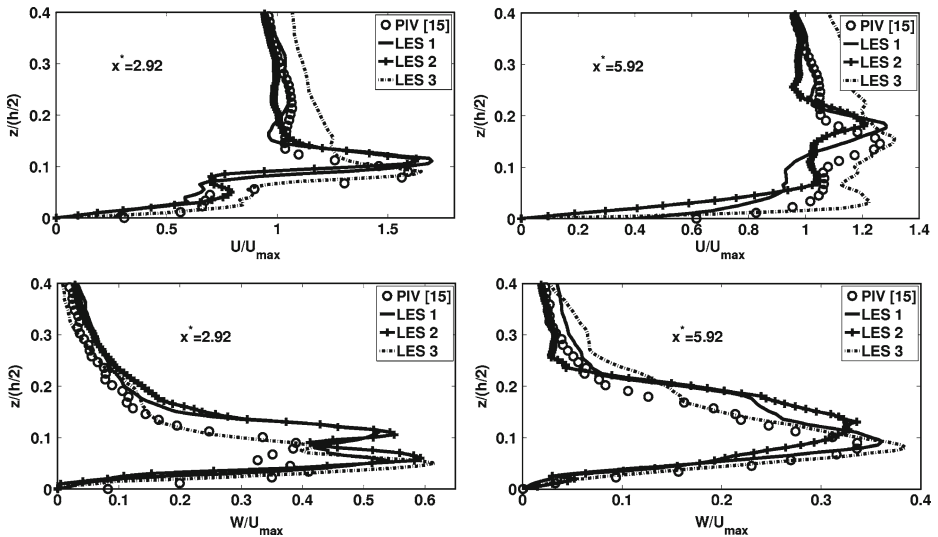 0.4
0.3
0.2
0.1
0
z/(h/2)
x*=2.92
PIV [15]
LES 1
LES 2
LES 3
0 0.5 1 1.5
U/Umax
0.4
0.3
0.2
0.1
0
z/(h/2)
x*=5.92
PIV [15]
LES 1
LES 2
LES 3
0 0.2 0.4 0.6 0.8 1 1.2 1.4
U/Umax
0.4
0.3
0.2
0.1
0
z/(h/2)
x*=2.92
PIV [15]
LES 1
LES 2
LES 3
0 0.1 0.2 0.3 0.4 0.5 0.6
W/Umax
0.4
0.3
0.2
0.1
0
z/(h/2)
x*=5.92
PIV [15]
LES 1
LES 2
LES 3
0 0.1 0.2 0.3 0.4
W/Umax